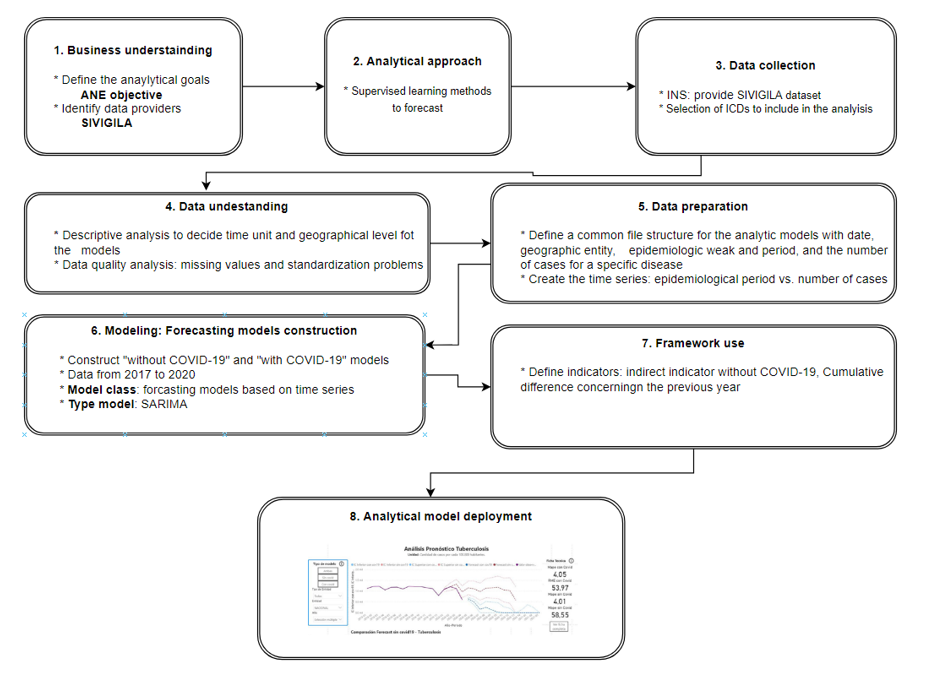 1. Business understainding
* Define the anaylytical goals
ANE objective
* Identify data providers
SIVIGILA
2. Analytical approach
* Supervised learning methods
to forecast
3. Data collection
* INS: provide SIVIGILA dataset
* Selection of ICDs to include in the analyisis
4. Data undestanding
* Descriptive analysis to decide time unit and geographical level fot
the models
* Data quality analysis: missing values and standardization problems
5. Data preparation
* Define a common file structure for the analytic models with date,
geographic entity, epidemiologic weak and period, and the number
of cases for a specific disease
* Create the time series: epidemiological period vs. number of cases
6. Modeling: Forecasting models construction
* Construct "without COVID-19" and "with COVID-19" models
* Data from 2017 to 2020
* Model class: forcasting models based on time series
* Type model: SARIMA
7. Framework use
* Define indicators: indirect indicator without COVID-19, Cumulative
difference concerningn the previous year
8. Analytical model deployment
Análisis Pronóstico Tuberculosis
Tipo de modelo
4.05
53,97
4.01
58,55
Comparación Forecast sin covid19 - Tuberculosis